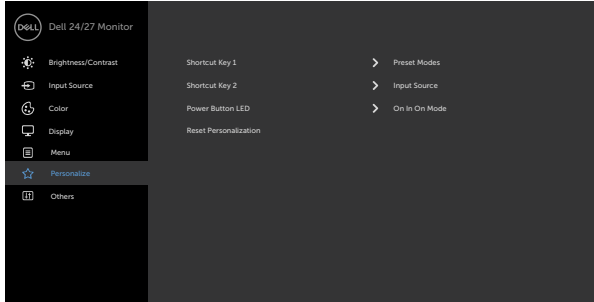 DELL Dell 24/27 Monitor
Brightness/Contrast Shortcut Key 1 Preset Modes
Input Source Shortcut Key 2 Input Source
Color Power Button LED On In On Mode
Display Reset Personalization
Menu
Personalize
Others